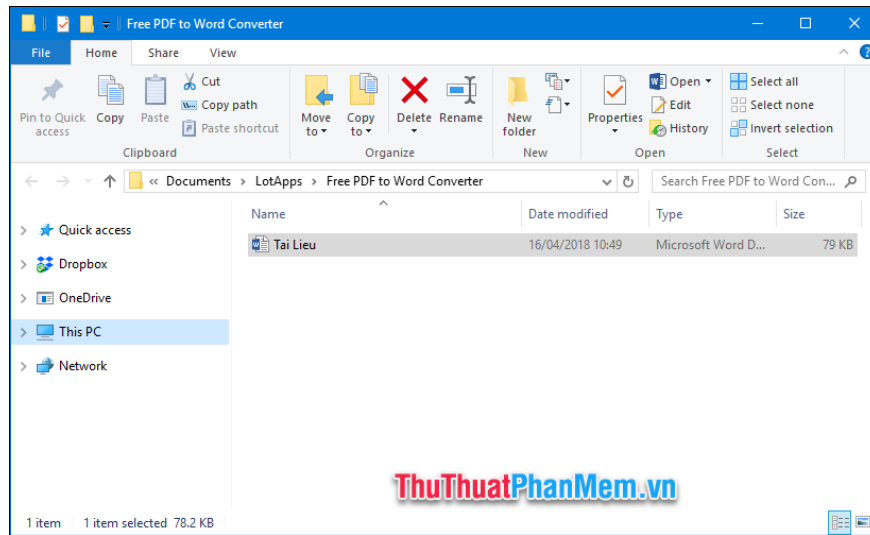 Free PDF to Word Converter
File Home Share View
Pin to Quick access
Copy
Paste
Cut
Copy path
Paste shortcut
Clipboard
Move to
Copy to
Delete
Rename
Organize
New folder
New
Properties
Open
Edit
History
Open
Select all
Select none
Invert selection
Select
« Documents > LotApps > Free PDF to Word Converter
Search Free PDF to Word Con...
Name Date modified Type Size
Tai Lieu 16/04/2018 10:49 Microsoft Word D... 79 KB
Quick access
Dropbox
OneDrive
This PC
Network
ThuThuatPhanMem.vn
1 item 1 item selected 78.2 KB